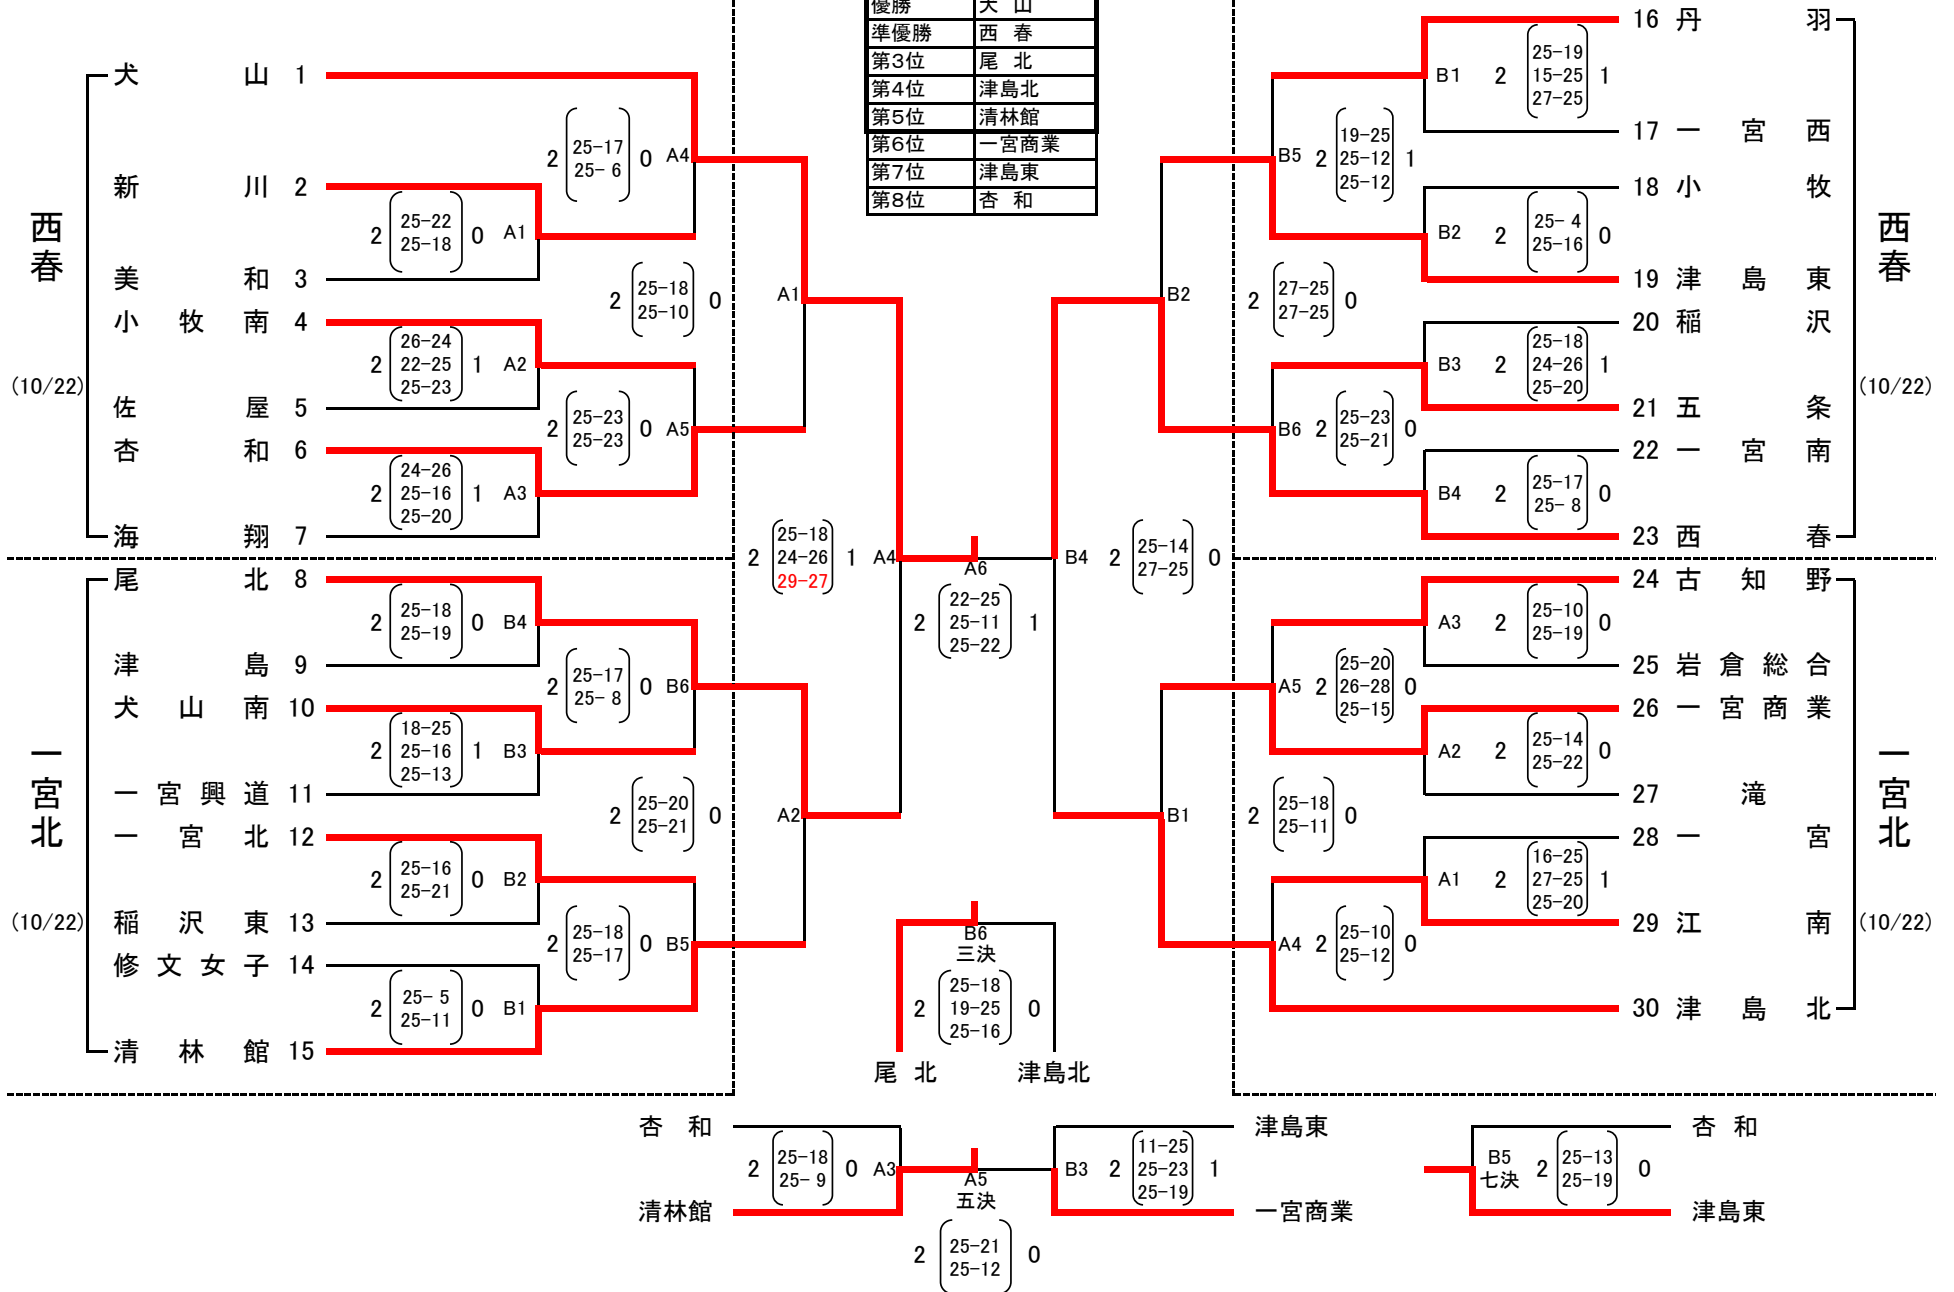 優勝 犬 山
準優勝 西 春
第3位 尾 北
第4位 津島北
第5位 清林館
第6位 一宮商業
第7位 津島東
第8位 杏 和
西春
(10/22)
犬 山 1
新 川 2
美 和 3
小 牧 南 4
佐 屋 5
杏 和 6
海 翔 7
2 25-22 25-18 0 A1
2 26-24 22-25 25-23 1 A2
2 24-26 25-16 25-20 1 A3
2 25-17 25- 6 0 A4
2 25-23 25-23 0 A5
2 25-18 25-10 0 A1
一宮北
(10/22)
尾 北 8
津 島 9
犬 山 南 10
一 宮 興 道 11
一 宮 北 12
稲 沢 東 13
修 文 女 子 14
清 林 館 15
2 25-18 25-19 0 B4
2 18-25 25-16 25-13 1 B3
2 25-16 25-21 0 B2
2 25- 5 25-11 0 B1
2 25-17 25- 8 0 B6
2 25-18 25-17 0 B5
2 25-20 25-21 0 A2
2 25-18 24-26 29-27 1 A4
A6
2 22-25 25-11 25-22 1
B4 2 25-14 27-25 0
西春
(10/22)
16 丹 羽
17 一 宮 西
18 小 牧
19 津 島 東
20 稲 沢
21 五 条
22 一 宮 南
23 西 春
B1 2 25-19 15-25 27-25 1
B2 2 25- 4 25-16 0
B3 2 25-18 24-26 25-20 1
B4 2 25-17 25- 8 0
B5 2 19-25 25-12 25-12 1
B6 2 25-23 25-21 0
B2 2 27-25 27-25 0
一宮北
(10/22)
24 古 知 野
25 岩 倉 総 合
26 一 宮 商 業
27 滝
28 一 宮
29 江 南
30 津 島 北
A3 2 25-10 25-19 0
A2 2 25-14 25-22 0
A1 2 16-25 27-25 25-20 1
A5 2 25-20 26-28 25-15 0
A4 2 25-10 25-12 0
B1 2 25-18 25-11 0
B6
三決
2 25-18 19-25 25-16 0
尾 北 津島北
杏 和
清林館
2 25-18 25- 9 0 A3
A5
五決
2 25-21 25-12 0
B3 2 11-25 25-23 25-19 1
津島東
一宮商業
B5
七決
2 25-13 25-19 0
杏 和
津島東